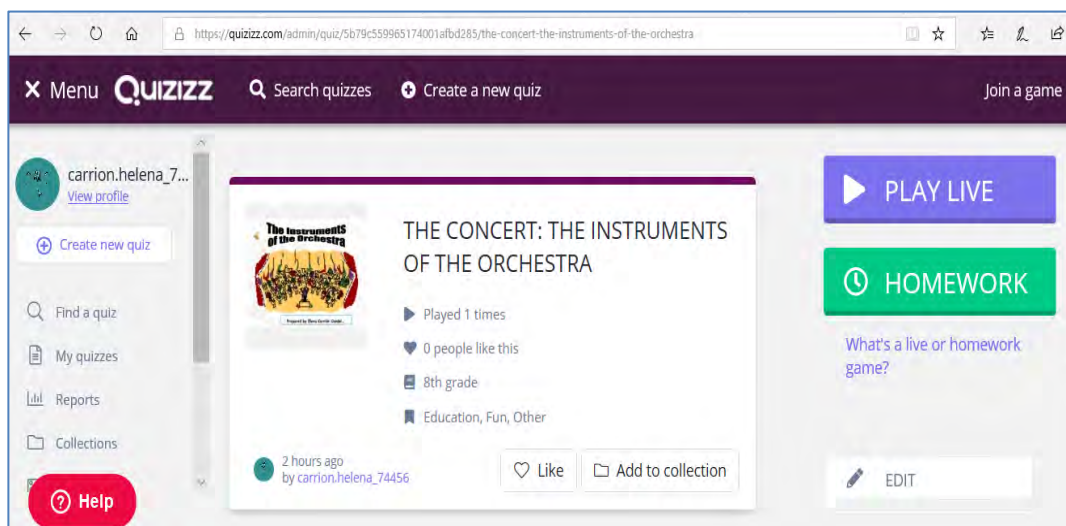 https://quizizz.com/admin/quiz/5b79c559965174001afbd285/the-concert-the-instruments-of-the-orchestra
Menu QUIZIZZ Search quizzes Create a new quiz Join a game
carrion.helena_7...
View profile
Create new quiz
Find a quiz
My quizzes
Reports
Collections
Help
The Instruments
of the Orchestra
THE CONCERT: THE INSTRUMENTS
OF THE ORCHESTRA
Played 1 times
0 people like this
8th grade
Education, Fun, Other
2 hours ago
by carrion.helena_74456
Like
Add to collection
PLAY LIVE
HOMEWORK
What's a live or homework
game?
EDIT